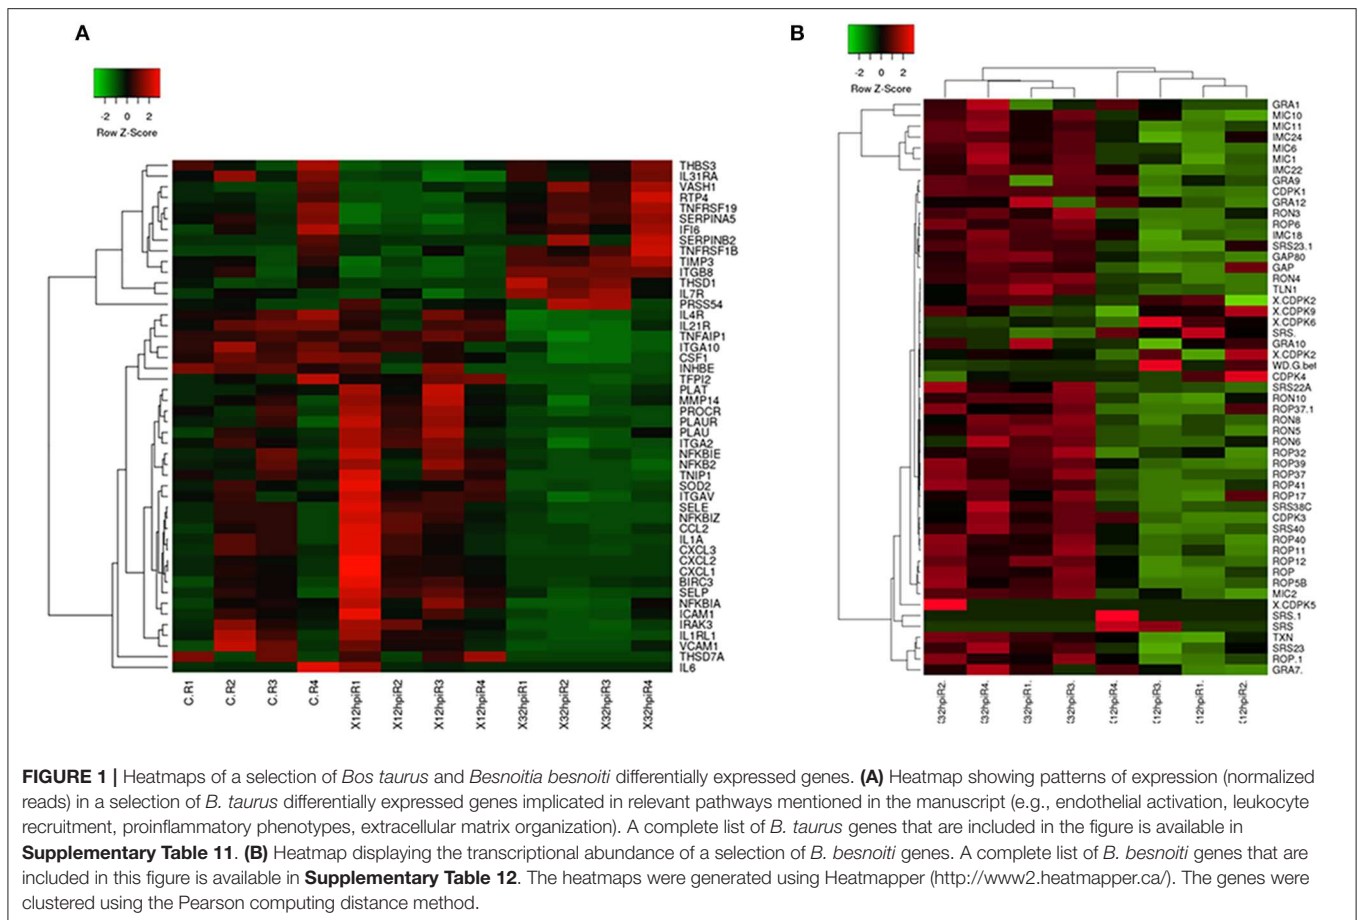 A
-2 0 2
Row Z-Score
THBS3
IL31RA
VASH1
RTP4
TNFRSF19
SERPINA5
IFI6
SERPINB2
TNFRSF1B
TIMP3
ITGB8
THSD1
IL7R
PRSS54
IL4R
IL21R
TNFAIP1
ITGA10
CSF1
INHBE
TFPI2
PLAT
MMP14
PROCR
PLAUR
PLAU
ITGA2
NFKBIE
NFKB2
TNIP1
SOD2
ITGAV
SELE
NFKBIZ
CCL2
IL1A
CXCL3
CXCL2
CXCL1
BIRC3
SELP
NFKBIA
ICAM1
IRAK3
IL1RL1
VCAM1
THSD7A
IL6
C.R1
C.R2
C.R3
C.R4
X12hpiR1
X12hpiR2
X12hpiR3
X12hpiR4
X32hpiR1
X32hpiR2
X32hpiR3
X32hpiR4
B
-2 0 2
Row Z-Score
GRA1
MIC10
MIC11
IMC24
MIC6
MIC1
IMC22
GRA9
CDPK1
GRA12
RON3
ROP6
IMC18
SRS23.1
GAP80
GAP
RON4
TLN1
X.CDPK2
X.CDPK9
X.CDPK6
SRS.
GRA10
X.CDPK2
WD.G.bet
CDPK4
SRS22A
RON10
ROP37.1
RON8
RON5
RON6
ROP32
ROP39
ROP37
ROP41
ROP17
SRS38C
CDPK3
SRS40
ROP40
ROP11
ROP12
ROP
ROP5B
MIC2
X.CDPK5
SRS.1
SRS
TXN
SRS23
ROP.1
GRA7.
32hpiR2.
32hpiR4.
32hpiR1.
32hpiR3.
12hpiR4.
12hpiR3.
12hpiR1.
12hpiR2.
FIGURE 1 | Heatmaps of a selection of Bos taurus and Besnoitia besnoiti differentially expressed genes. (A) Heatmap showing patterns of expression (normalized
reads) in a selection of B. taurus differentially expressed genes implicated in relevant pathways mentioned in the manuscript (e.g., endothelial activation, leukocyte
recruitment, proinflammatory phenotypes, extracellular matrix organization). A complete list of B. taurus genes that are included in the figure is available in
Supplementary Table 11. (B) Heatmap displaying the transcriptional abundance of a selection of B. besnoiti genes. A complete list of B. besnoiti genes that are
included in this figure is available in Supplementary Table 12. The heatmaps were generated using Heatmapper (http://www2.heatmapper.ca/). The genes were
clustered using the Pearson computing distance method.